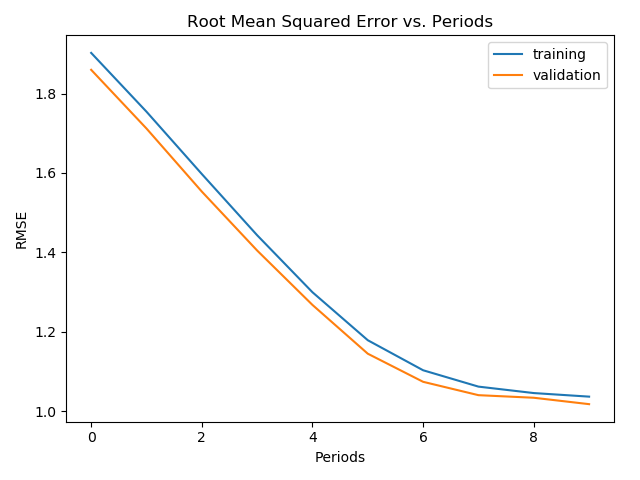 Root Mean Squared Error vs. Periods
training
validation
1.8
1.6
1.4
1.2
1.0
RMSE
0 2 4 6 8
Periods